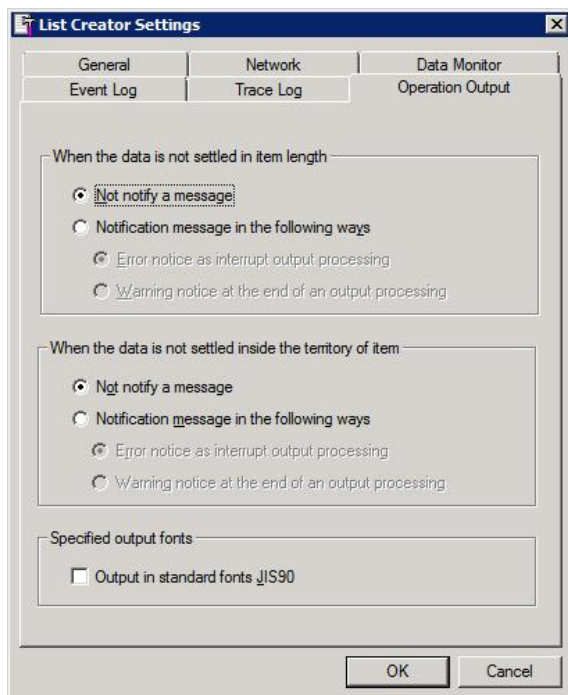 List Creator Settings
General Network Data Monitor
Event Log Trace Log Operation Output
When the data is not settled in item length
Not notify a message
Notification message in the following ways
Error notice as interrupt output processing
Warning notice at the end of an output processing
When the data is not settled inside the territory of item
Not notify a message
Notification message in the following ways
Error notice as interrupt output processing
Warning notice at the end of an output processing
Specified output fonts
Output in standard fonts JIS90
OK Cancel